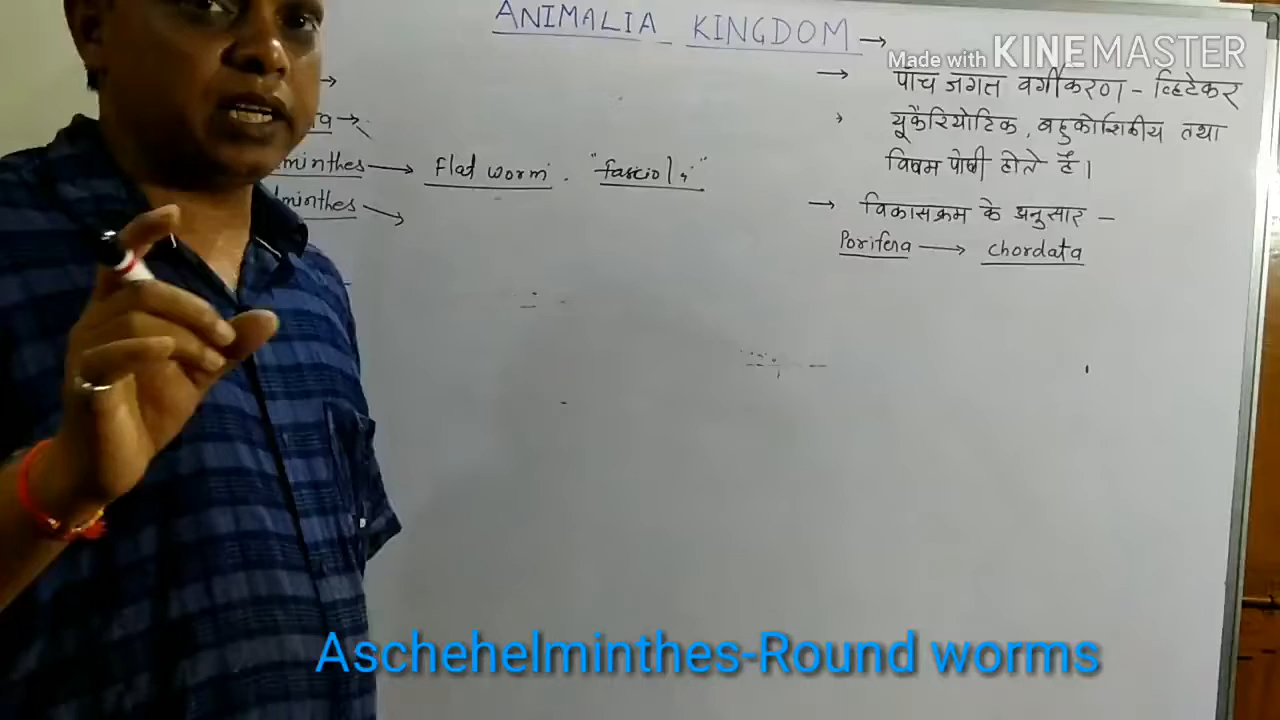 ANIMALIA KINGDOM →
Made with KINEMASTER
→ पाच जगत वर्गीकरण - व्हिटेकर
यूकैरियोटिक, बहुकोशिकीय तथा
विषम पोषी होते हैं।
minthes → Flat worm. "fasciola"
minthes →
→ विकासक्रम के अनुसार -
Porifera → chordata
Aschehelminthes-Round worms